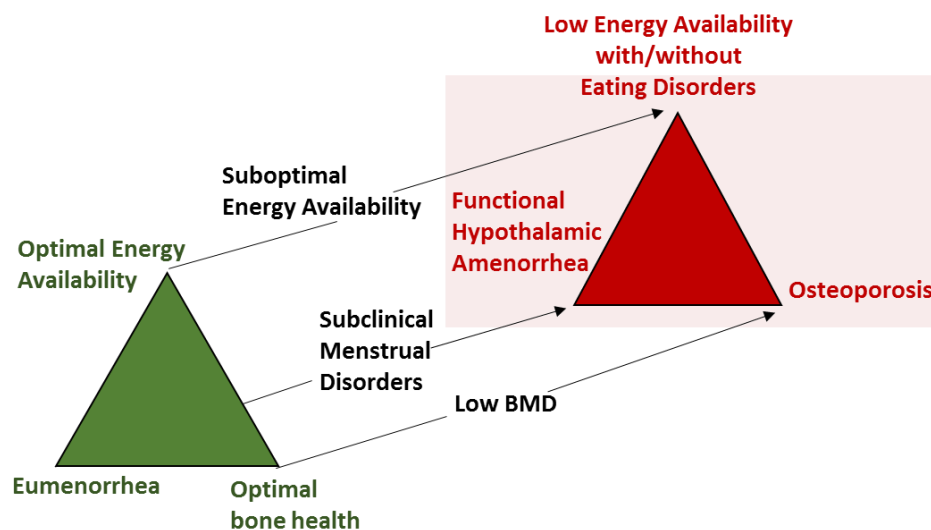 Low Energy Availability
with/without
Eating Disorders
Suboptimal
Energy Availability
Functional
Hypothalamic
Amenorrhea
Optimal Energy
Availability
Osteoporosis
Subclinical
Menstrual
Disorders
Low BMD
Eumenorrhea
Optimal
bone health